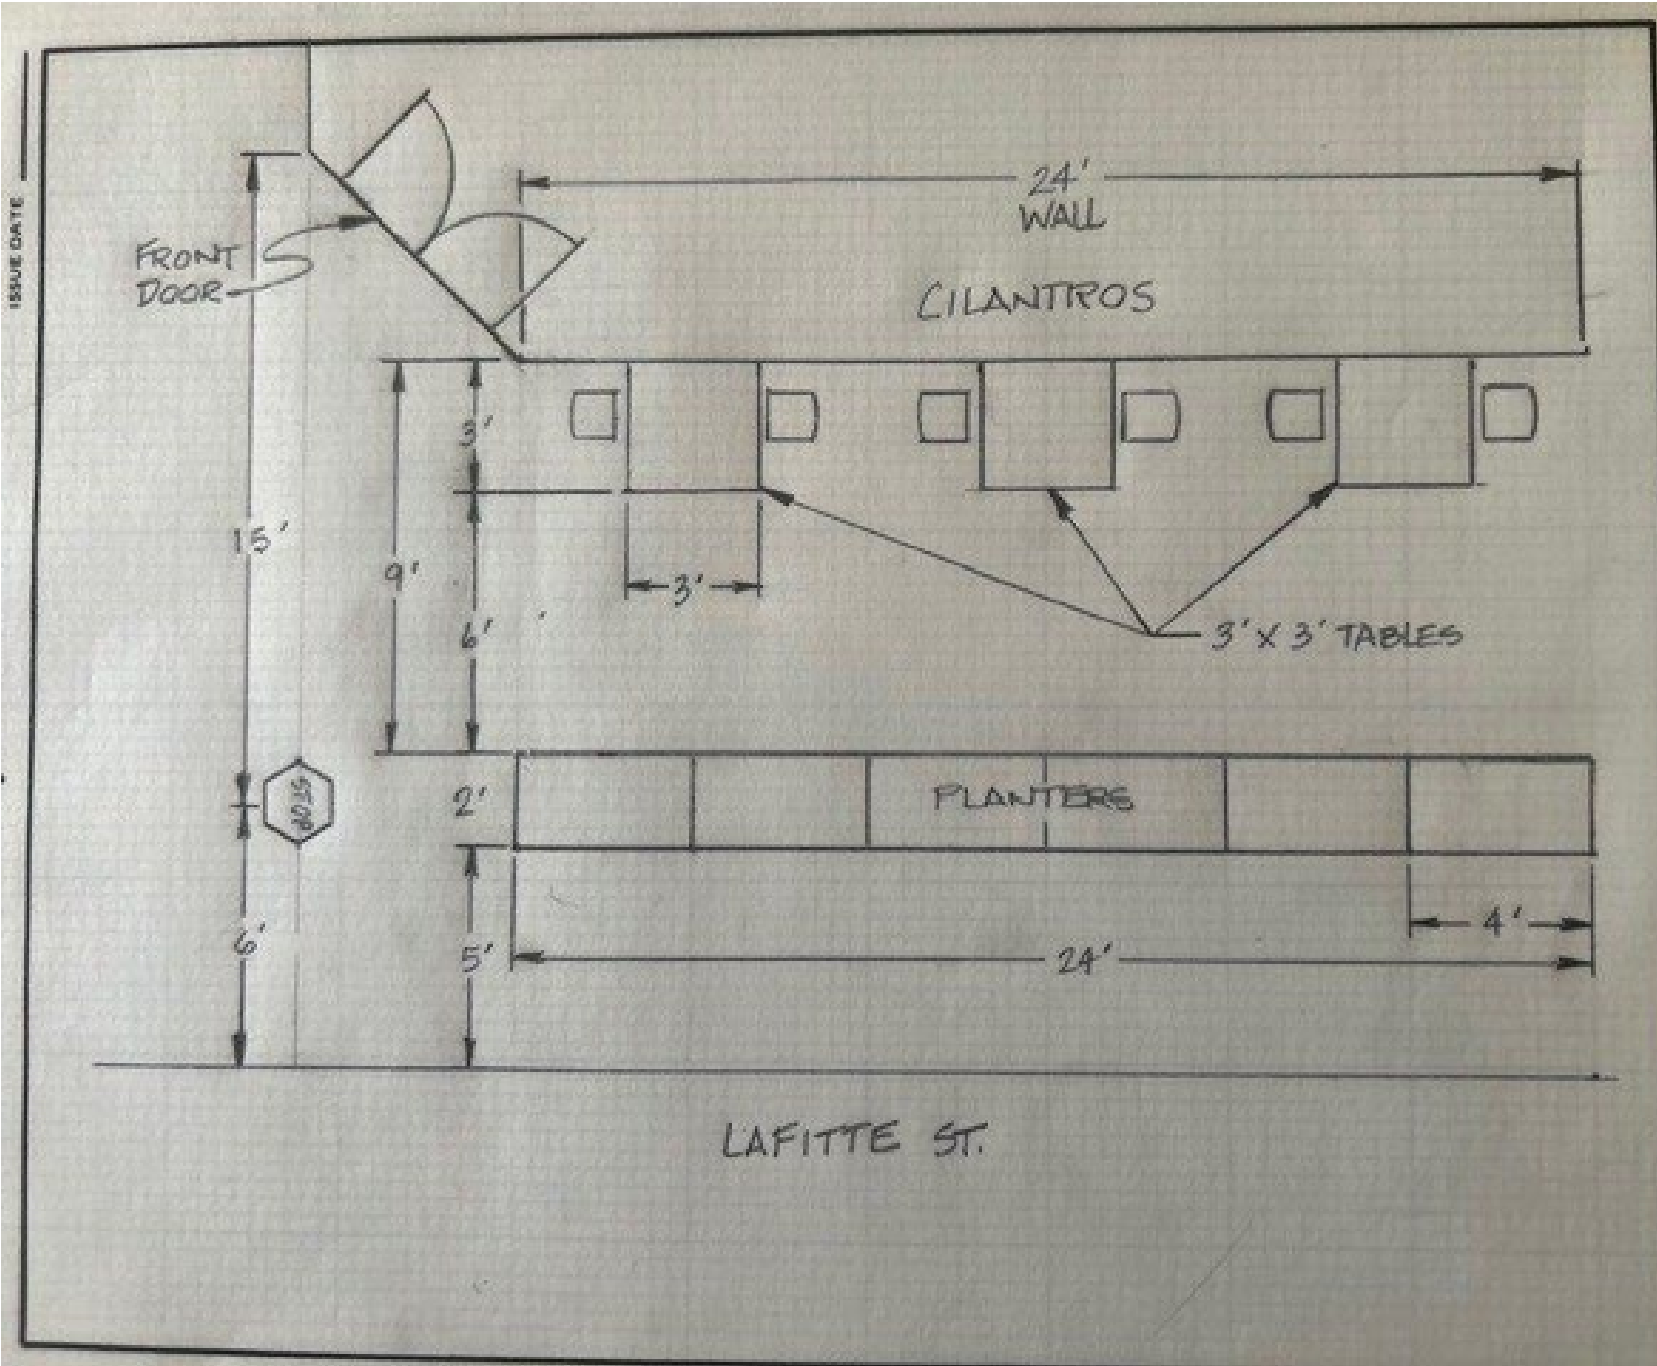 ISSUE DATE
24'
WALL
FRONT
DOOR
CILANTROS
3'
15'
9'
3'
6'
3' X 3' TABLES
STOP
2'
PLANTERS
4'
6'
5'
24'
LAFITTE ST.